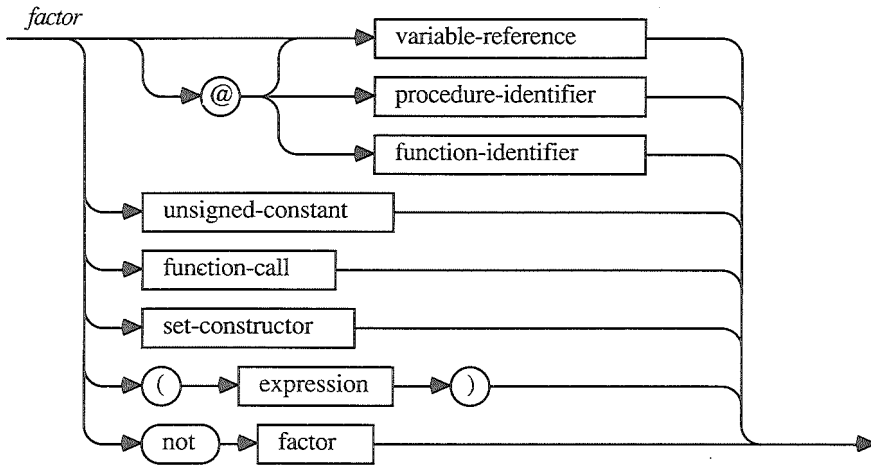 factor
variable-reference
@ procedure-identifier
function-identifier
unsigned-constant
function-call
set-constructor
( expression )
not factor